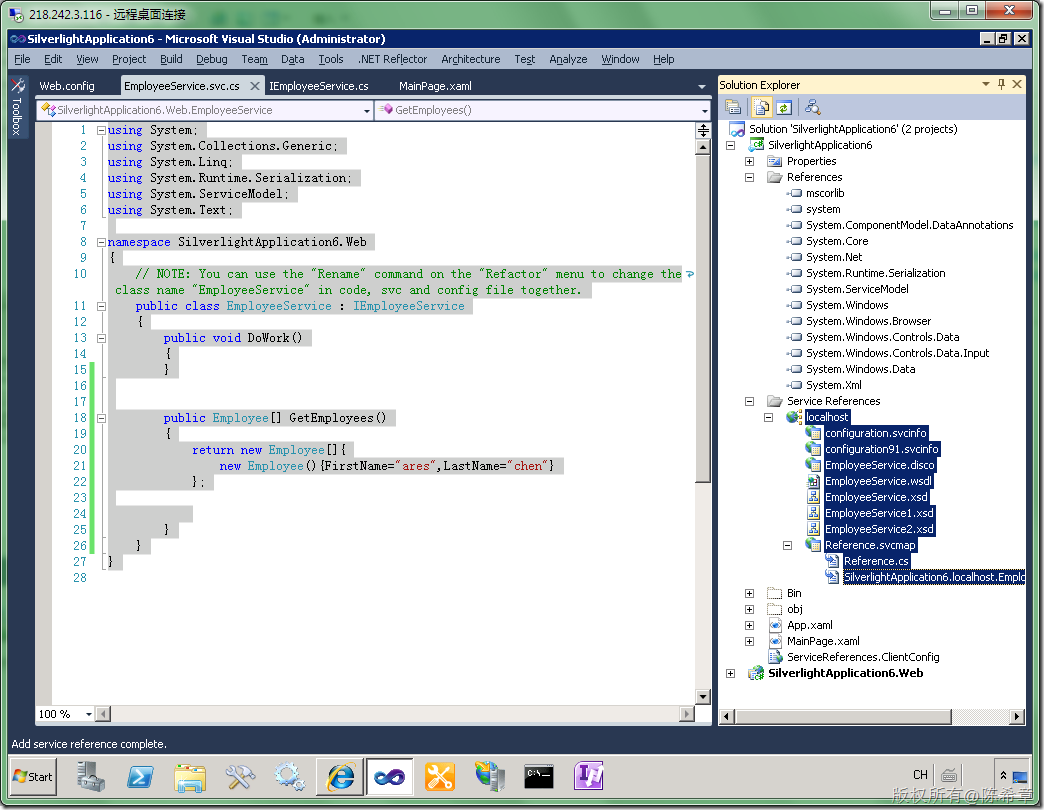 218.242.3.116 - 远程桌面连接
SilverlightApplication6 - Microsoft Visual Studio (Administrator)
File Edit View Project Build Debug Team Data Tools .NET Reflector Architecture Test Analyze Window Help
Toolbox
Web.config EmployeeService.svc.cs IEmployeeService.cs MainPage.xaml
SilverlightApplication6.Web.EmployeeService GetEmployees()
1 using System;
2 using System.Collections.Generic;
3 using System.Linq;
4 using System.Runtime.Serialization;
5 using System.ServiceModel;
6 using System.Text;
7
8 namespace SilverlightApplication6.Web
9 {
10 // NOTE: You can use the "Rename" command on the "Refactor" menu to change the
class name "EmployeeService" in code, svc and config file together.
11 public class EmployeeService : IEmployeeService
12 {
13 public void DoWork()
14 {
15 }
16
17
18 public Employee[] GetEmployees()
19 {
20 return new Employee[]{
21 new Employee(){FirstName="ares",LastName="chen"}
22 };
23
24
25 }
26 }
27 }
28
100 %
Solution Explorer
Solution 'SilverlightApplication6' (2 projects)
SilverlightApplication6
Properties
References
mscorlib
system
System.ComponentModel.DataAnnotations
System.Core
System.Net
System.Runtime.Serialization
System.ServiceModel
System.Windows
System.Windows.Browser
System.Windows.Controls.Data
System.Windows.Controls.Data.Input
System.Windows.Data
System.Xml
Service References
localhost
configuration.svcinfo
configuration91.svcinfo
EmployeeService.disco
EmployeeService.wsdl
EmployeeService.xsd
EmployeeService1.xsd
EmployeeService2.xsd
Reference.svcmap
Reference.cs
SilverlightApplication6.localhost.Emplo
Bin
obj
App.xaml
MainPage.xaml
ServiceReferences.ClientConfig
SilverlightApplication6.Web
Add service reference complete.
Start
CH
版权所有@陈希章